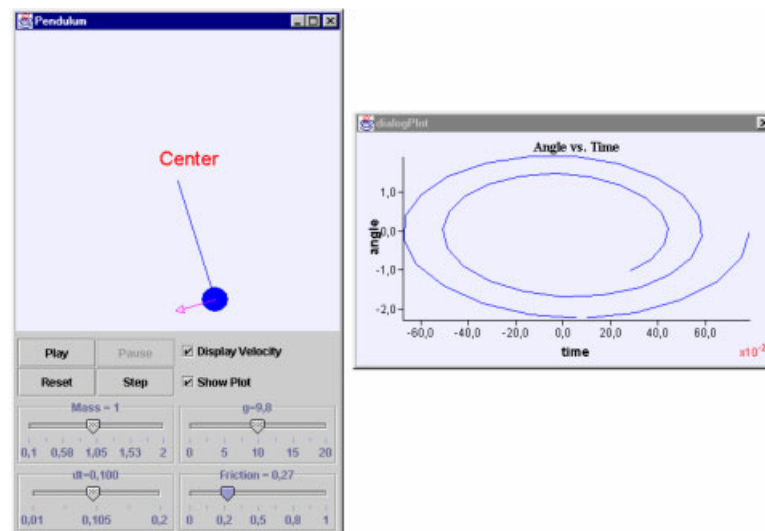 Pendulum
Center
Play
Pause
Display Velocity
Reset
Step
Show Plot
Mass = 1
g=9,8
0,1 0,58 1,05 1,53 2
0 5 10 15 20
dt=0,100
Friction = 0,27
0,01 0,105 0,2
0 0,2 0,5 0,8 1
dialogPlot
Angle vs. Time
angle
1,0
0,0
-1,0
-2,0
-60,0 -40,0 -20,0 0,0 20,0 40,0 60,0
time
x10-2